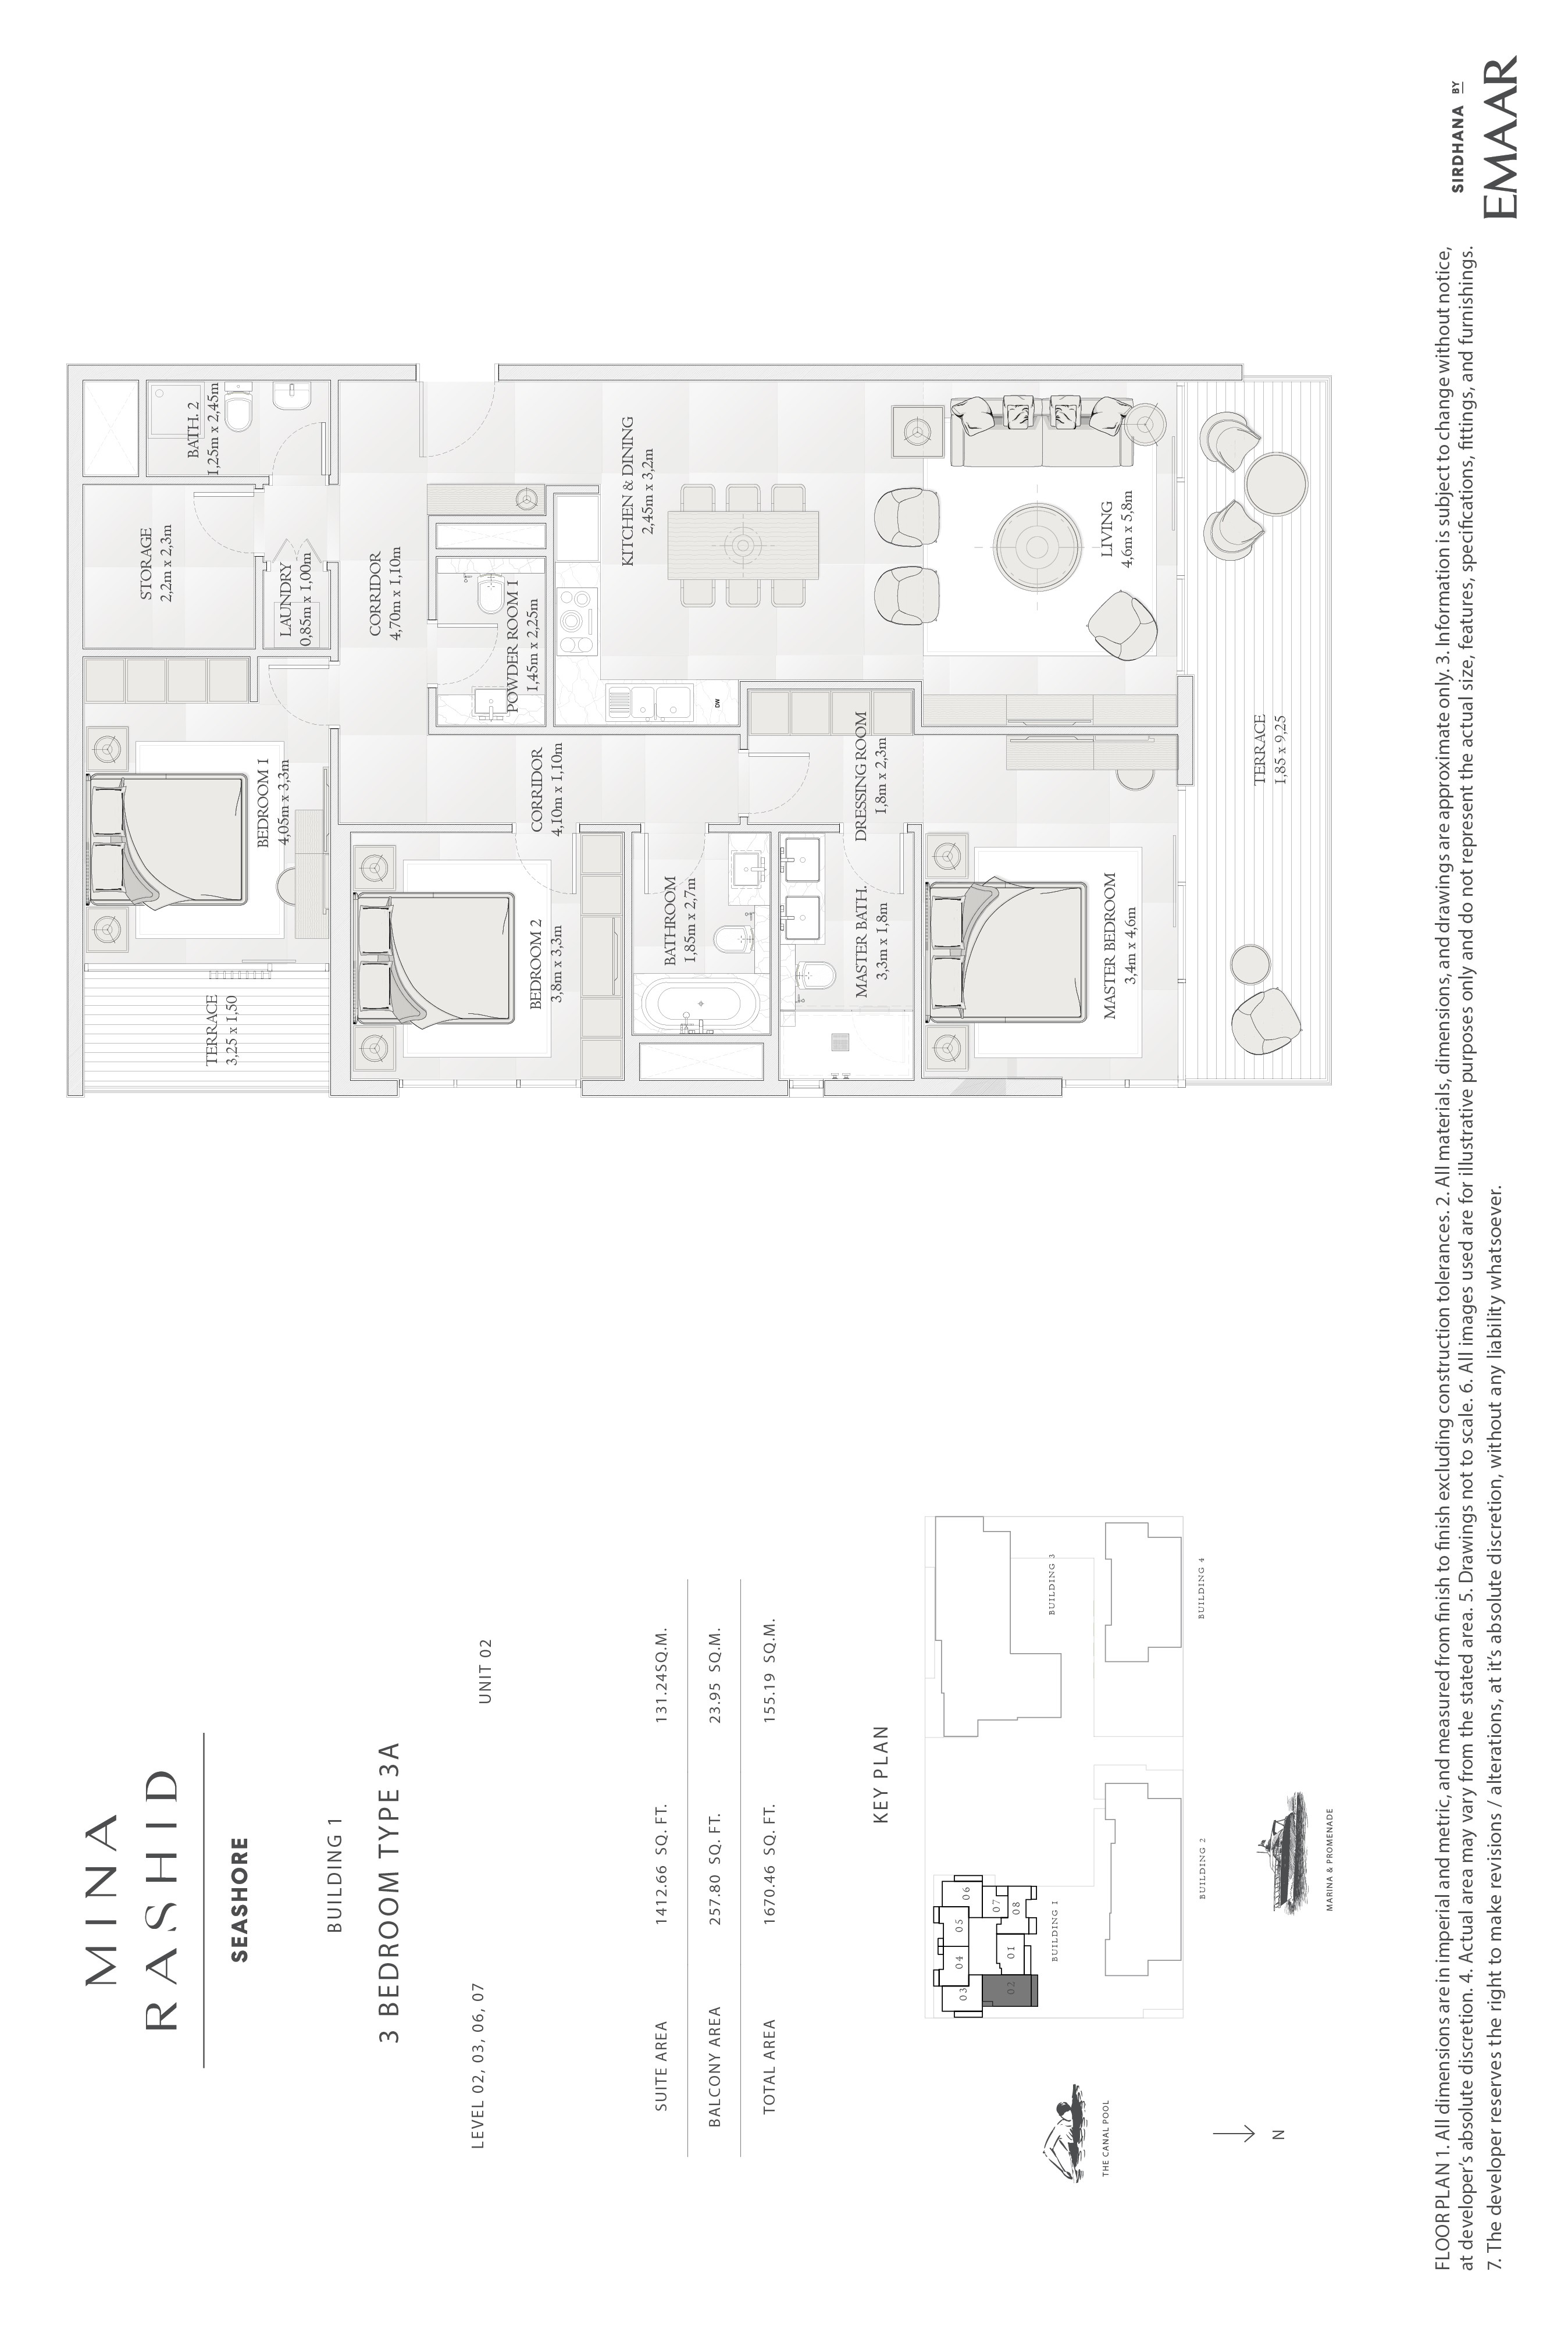 MINA
RASHID
SEASHORE
BUILDING 1
3 BEDROOM TYPE 3A
LEVEL 02, 03, 06, 07
UNIT 02
SUITE AREA 1412.66 SQ. FT. 131.24SQ.M.
BALCONY AREA 257.80 SQ. FT. 23.95 SQ.M.
TOTAL AREA 1670.46 SQ. FT. 155.19 SQ.M.
KEY PLAN
03
04
05
06
07
08
01
02
BUILDING 1
BUILDING 2
BUILDING 3
BUILDING 4
THE CANAL POOL
MARINA & PROMENADE
N
BATH. 2
1,25m x 2,45m
STORAGE
2,2m x 2,3m
LAUNDRY
0,85m x 1,00m
BEDROOM 1
4,05m x 3,3m
TERRACE
3,25 x 1,50
CORRIDOR
4,70m x 1,10m
POWDER ROOM 1
1,45m x 2,25m
CORRIDOR
4,10m x 1,10m
BEDROOM 2
3,8m x 3,3m
KITCHEN & DINING
2,45m x 3,2m
DW
BATHROOM
1,85m x 2,7m
DRESSING ROOM
1,8m x 2,3m
MASTER BATH.
3,3m x 1,8m
LIVING
4,6m x 5,8m
MASTER BEDROOM
3,4m x 4,6m
TERRACE
1,85 x 9,25
FLOOR PLAN 1. All dimensions are in imperial and metric, and measured from finish to finish excluding construction tolerances. 2. All materials, dimensions, and drawings are approximate only. 3. Information is subject to change without notice,
at developer's absolute discretion. 4. Actual area may vary from the stated area. 5. Drawings not to scale. 6. All images used are for illustrative purposes only and do not represent the actual size, features, specifications, fittings, and furnishings.
7. The developer reserves the right to make revisions / alterations, at it's absolute discretion, without any liability whatsoever.
SIRDHANA BY
EMAAR